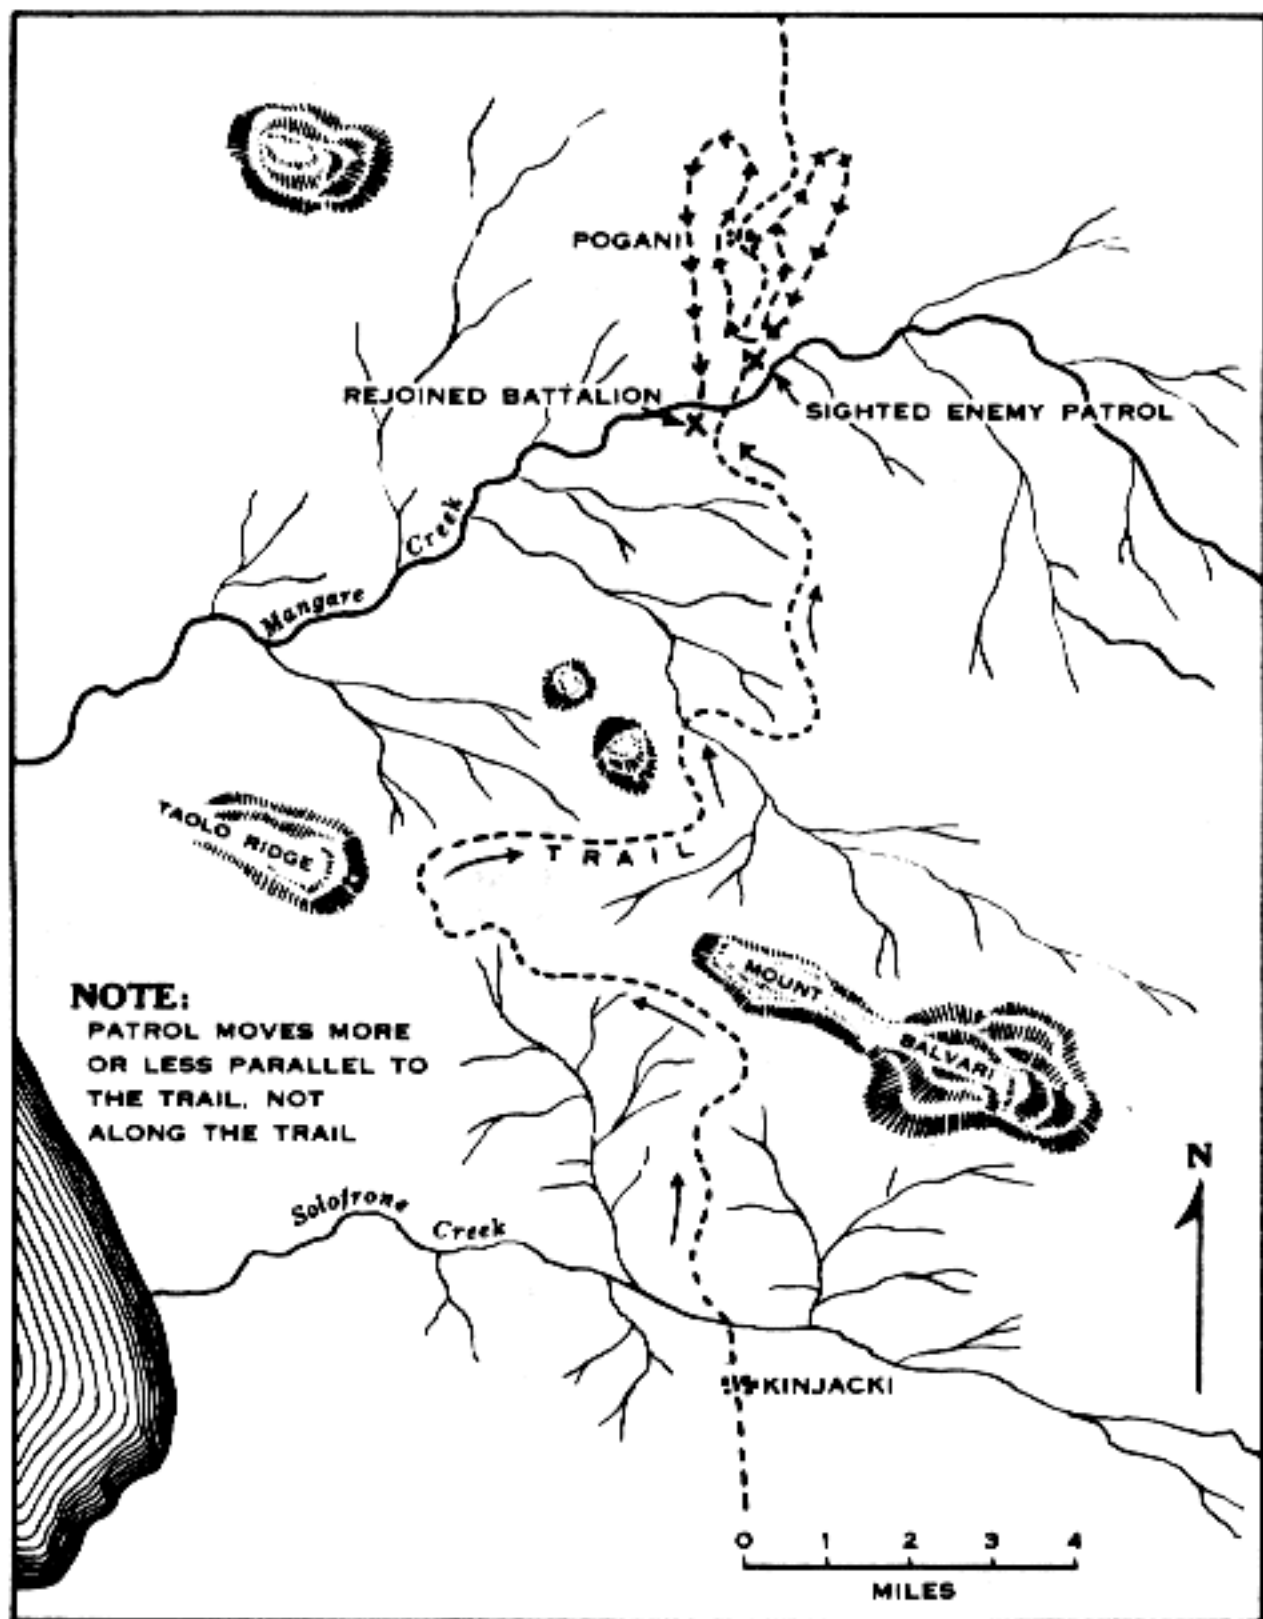 POGANI
REJOINED BATTALION
SIGHTED ENEMY PATROL
Mangare Creek
TAOLO RIDGE
TRAIL
MOUNT BALVARI
NOTE:
PATROL MOVES MORE
OR LESS PARALLEL TO
THE TRAIL, NOT
ALONG THE TRAIL
N
Solofrone Creek
KINJACKI
0 1 2 3 4
MILES